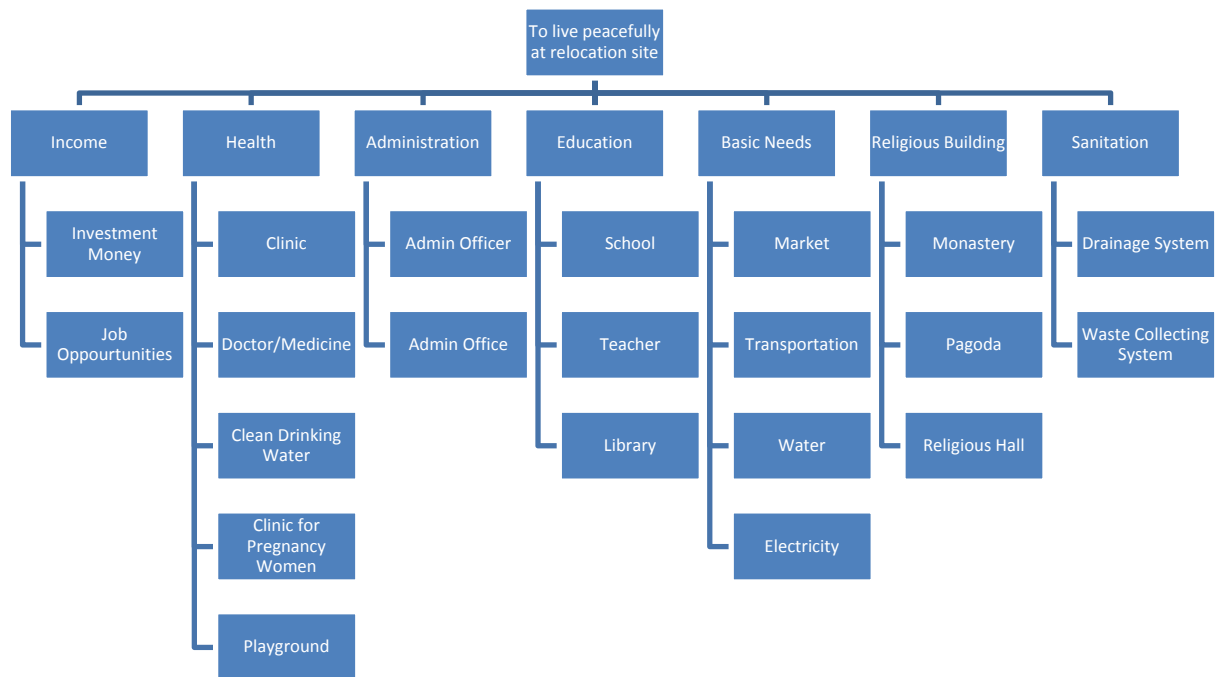 To live peacefully
at relocation site
Income
Health
Administration
Education
Basic Needs
Religious Building
Sanitation
Investment
Money
Clinic
Admin Officer
School
Market
Monastery
Drainage System
Job
Oppourtunities
Doctor/Medicine
Admin Office
Teacher
Transportation
Pagoda
Waste Collecting
System
Clean Drinking
Water
Library
Water
Religious Hall
Clinic for
Pregnancy
Women
Electricity
Playground